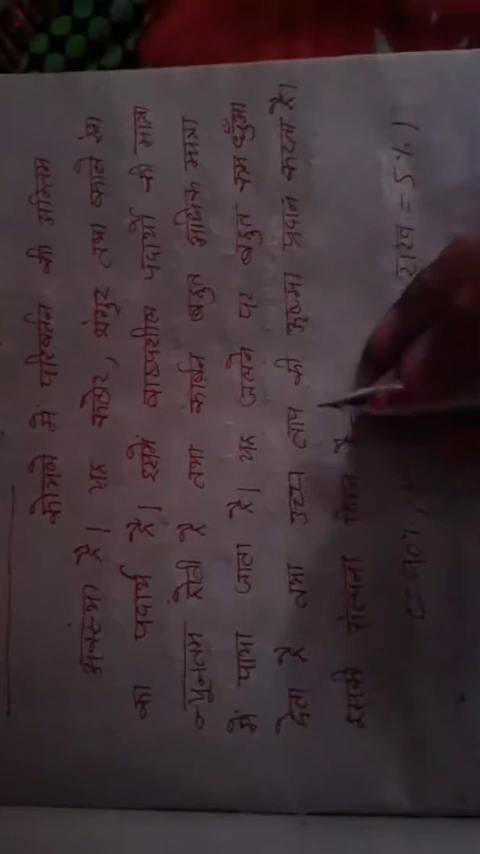 कोयले में परिवर्तन की अन्तिम
अवस्था है। यह कठोर, भंगुर तथा काले रंग
का पदार्थ है। इसमें वाष्पशील पदार्थों की मात्रा
न्यूनतम होती है तथा कार्बन बहुत अधिक मात्रा
में पाया जाता है। यह जलने पर बहुत कम धुँआ
देता है तथा उच्च ताप की ऊष्मा प्रदान करता है।
इसकी संरचना निम्न है
C = 90%, राख = 5%।